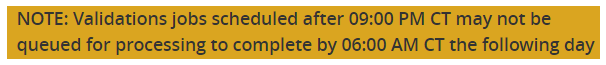 NOTE: Validations jobs scheduled after 09:00 PM CT may not be
queued for processing to complete by 06:00 AM CT the following day